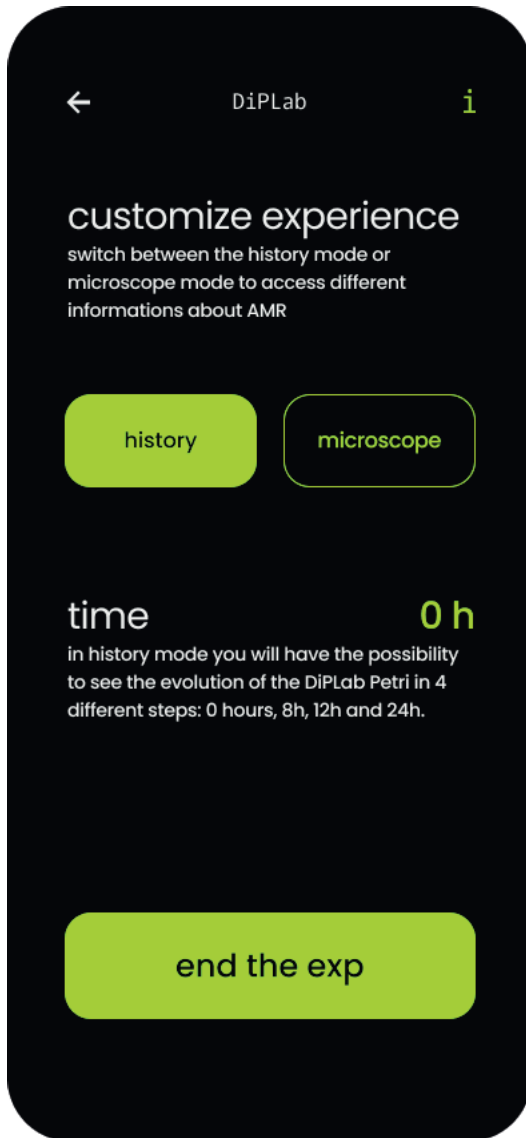 DiPLab
i
customize experience
switch between the history mode or
microscope mode to access different
informations about AMR
history
microscope
time
0 h
in history mode you will have the possibility
to see the evolution of the DiPLab Petri in 4
different steps: 0 hours, 8h, 12h and 24h.
end the exp